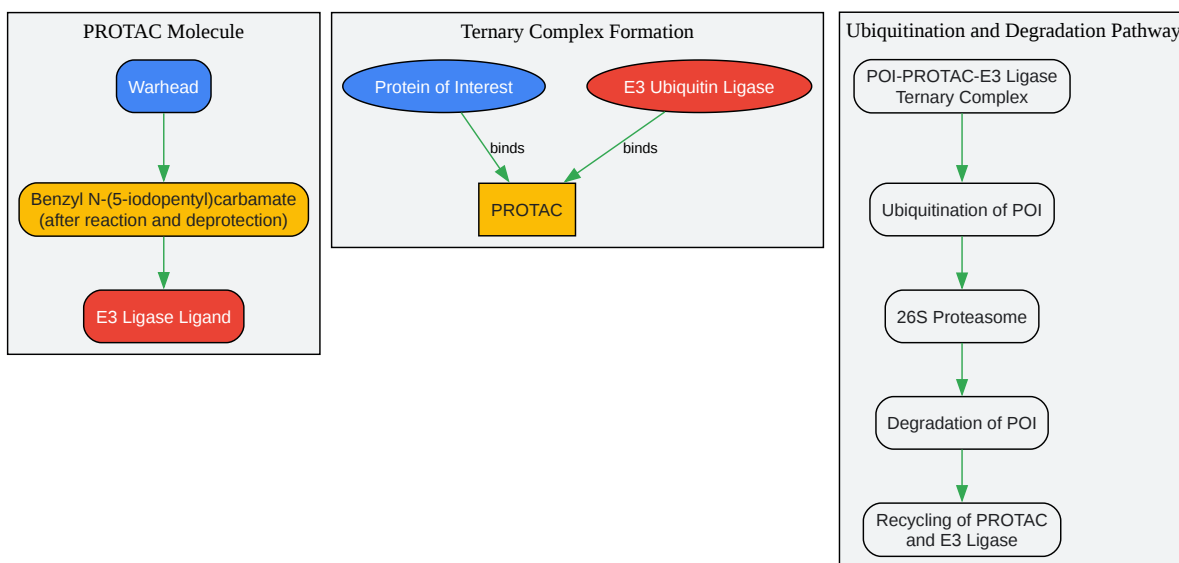 PROTAC Molecule
Warhead
Benzyl N-(5-iodopentyl)carbamate
(after reaction and deprotection)
E3 Ligase Ligand
Ternary Complex Formation
Protein of Interest
E3 Ubiquitin Ligase
binds
binds
PROTAC
Ubiquitination and Degradation Pathway
POI-PROTAC-E3 Ligase
Ternary Complex
Ubiquitination of POI
26S Proteasome
Degradation of POI
Recycling of PROTAC
and E3 Ligase